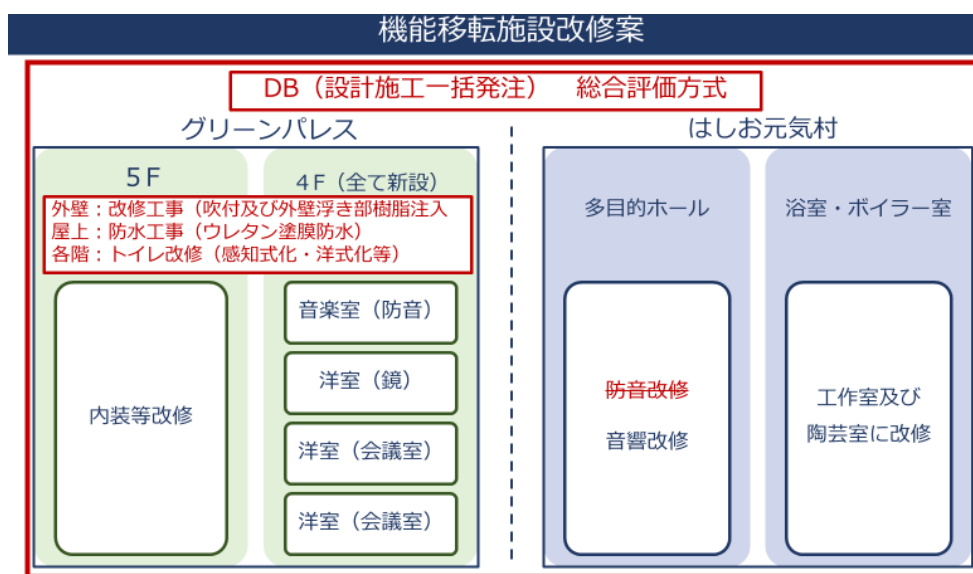 機能移転施設改修案
DB（設計施工一括発注）　総合評価方式
グリーンパレス
5F
4F（全て新設）
外壁：改修工事（吹付及び外壁浮き部樹脂注入
屋上：防水工事（ウレタン塗膜防水）
各階：トイレ改修（感知式化・洋式化等）
内装等改修
音楽室（防音）
洋室（鏡）
洋室（会議室）
洋室（会議室）
はしお元気村
多目的ホール
防音改修
音響改修
浴室・ボイラー室
工作室及び
陶芸室に改修